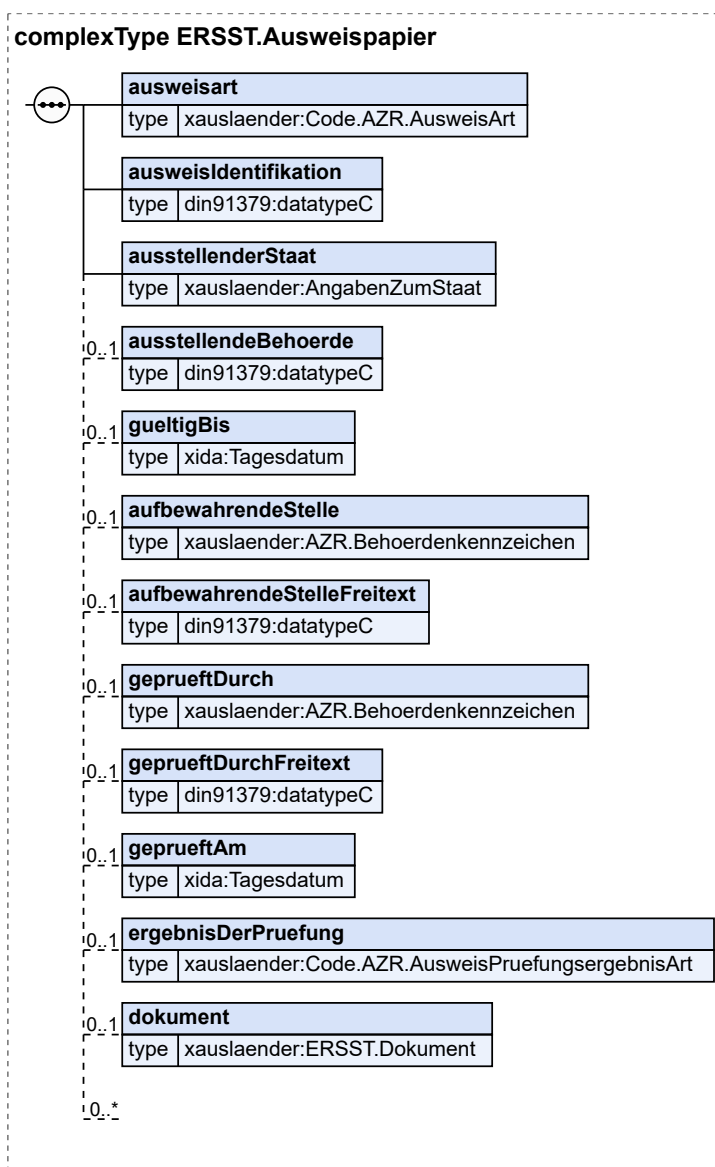 complexType ERSST.Ausweispapier
ausweisart
type xauslaender:Code.AZR.AusweisArt
ausweisIdentifikation
type din91379:datatypeC
ausstellenderStaat
type xauslaender:AngabenZumStaat
0..1 ausstellendeBehoerde
type din91379:datatypeC
0..1 gueltigBis
type xida:Tagesdatum
0..1 aufbewahrendeStelle
type xauslaender:AZR.Behoerdenkennzeichen
0..1 aufbewahrendeStelleFreitext
type din91379:datatypeC
0..1 geprueftDurch
type xauslaender:AZR.Behoerdenkennzeichen
0..1 geprueftDurchFreitext
type din91379:datatypeC
0..1 geprueftAm
type xida:Tagesdatum
0..1 ergebnisDerPruefung
type xauslaender:Code.AZR.AusweisPruefungsergebnisArt
0..1 dokument
type xauslaender:ERSST.Dokument
0..*